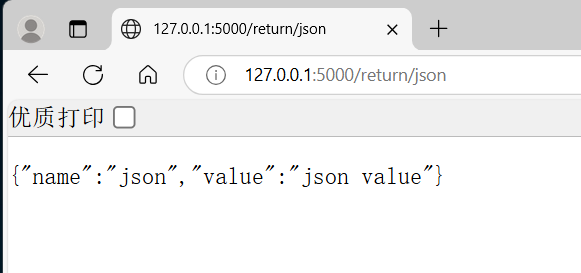 127.0.0.1:5000/return/json
127.0.0.1:5000/return/json
优质打印
{"name":"json","value":"json value"}